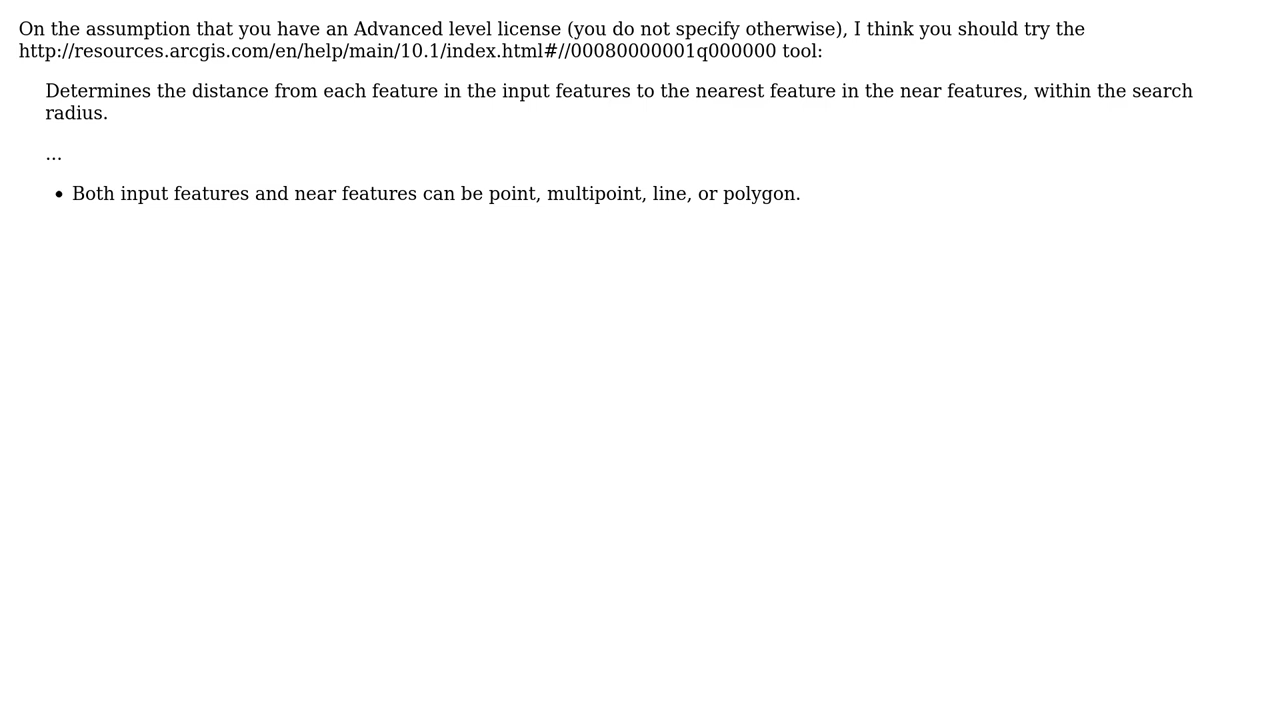 On the assumption that you have an Advanced level license (you do not specify otherwise), I think you should try the
http://resources.arcgis.com/en/help/main/10.1/index.html#//00080000001q000000 tool:
Determines the distance from each feature in the input features to the nearest feature in the near features, within the search
radius.
...
• Both input features and near features can be point, multipoint, line, or polygon.